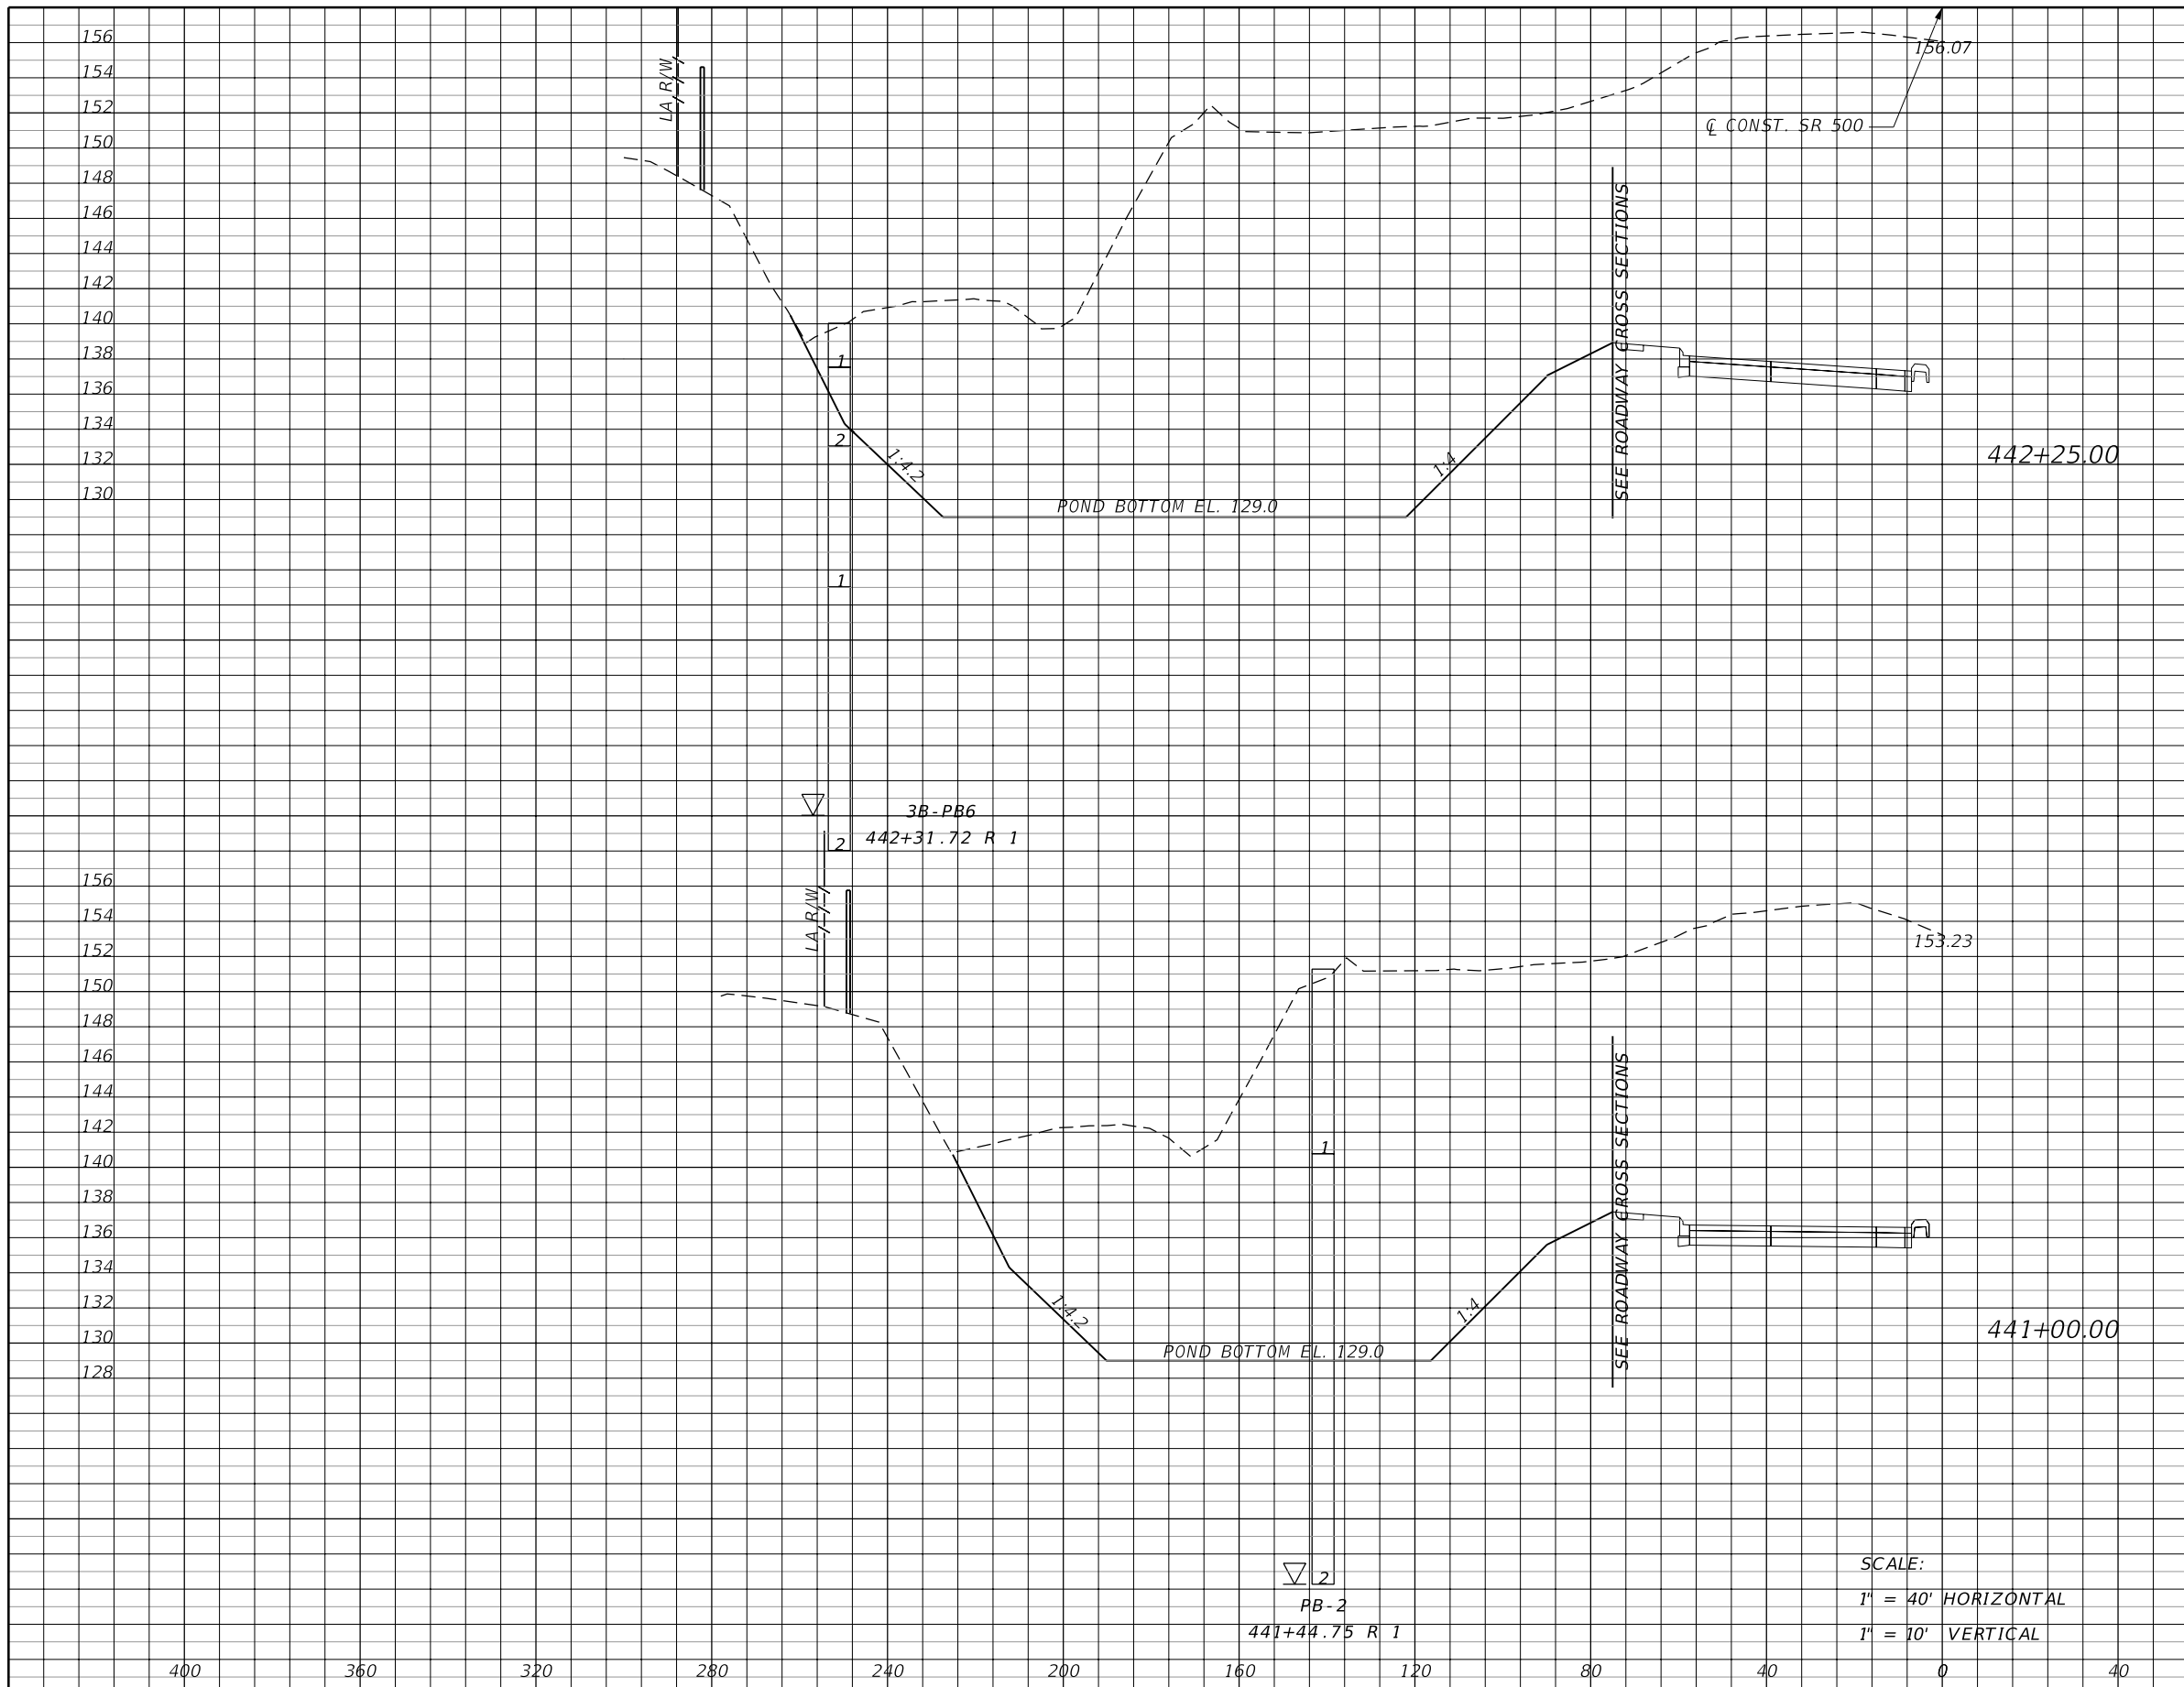 156
154
152
150
148
146
144
142
140
138
136
134
132
130
LA R/W
156.07
℄ CONST. SR 500
SEE ROADWAY CROSS SECTIONS
1
2
1
2
1:4.2
1:4
POND BOTTOM EL. 129.0
442+25.00
3B-PB6
442+31.72 R 1
156
154
152
150
148
146
144
142
140
138
136
134
132
130
128
LA R/W
153.23
SEE ROADWAY CROSS SECTIONS
1
2
1:4.2
1:4
POND BOTTOM EL. 129.0
441+00.00
PB-2
441+44.75 R 1
SCALE:
1" = 40' HORIZONTAL
1" = 10' VERTICAL
400 360 320 280 240 200 160 120 80 40 0 40